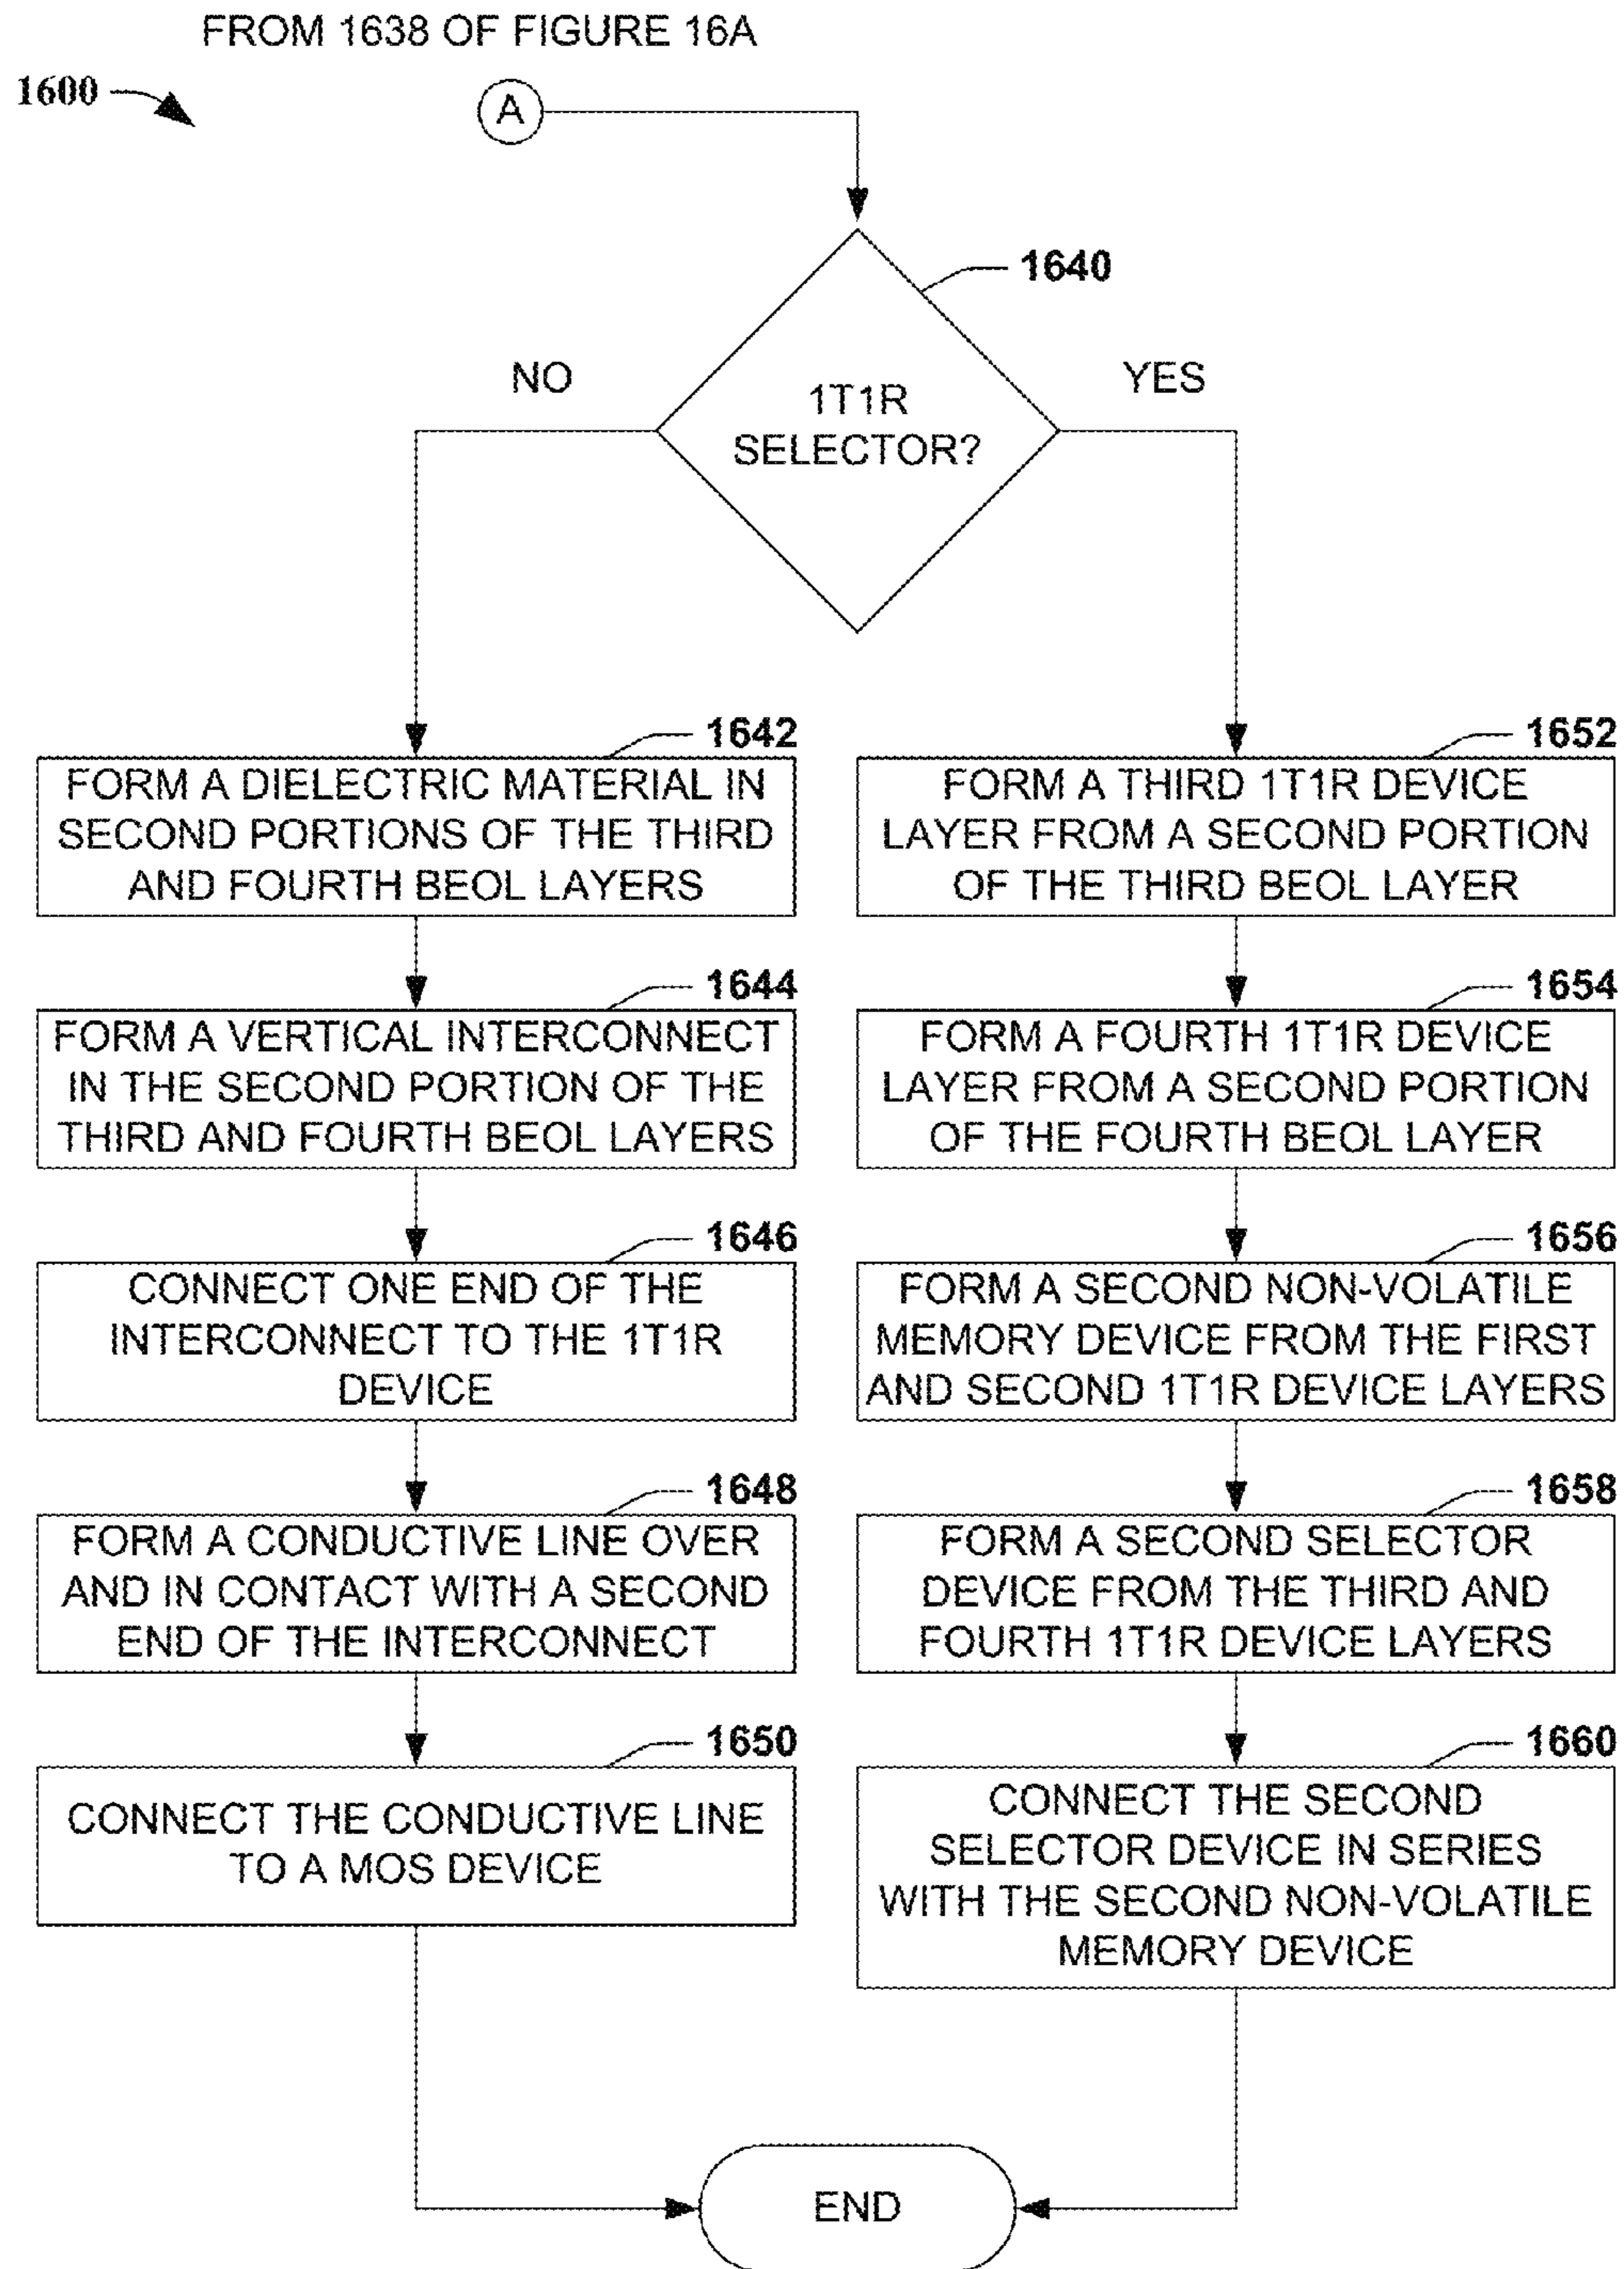 FROM 1638 OF FIGURE 16A
1600
A
1640
NO
YES
1T1R
SELECTOR?
1642
FORM A DIELECTRIC MATERIAL IN
SECOND PORTIONS OF THE THIRD
AND FOURTH BEOL LAYERS
1644
FORM A VERTICAL INTERCONNECT
IN THE SECOND PORTION OF THE
THIRD AND FOURTH BEOL LAYERS
1646
CONNECT ONE END OF THE
INTERCONNECT TO THE 1T1R
DEVICE
1648
FORM A CONDUCTIVE LINE OVER
AND IN CONTACT WITH A SECOND
END OF THE INTERCONNECT
1650
CONNECT THE CONDUCTIVE LINE
TO A MOS DEVICE
1652
FORM A THIRD 1T1R DEVICE
LAYER FROM A SECOND PORTION
OF THE THIRD BEOL LAYER
1654
FORM A FOURTH 1T1R DEVICE
LAYER FROM A SECOND PORTION
OF THE FOURTH BEOL LAYER
1656
FORM A SECOND NON-VOLATILE
MEMORY DEVICE FROM THE FIRST
AND SECOND 1T1R DEVICE LAYERS
1658
FORM A SECOND SELECTOR
DEVICE FROM THE THIRD AND
FOURTH 1T1R DEVICE LAYERS
1660
CONNECT THE SECOND
SELECTOR DEVICE IN SERIES
WITH THE SECOND NON-VOLATILE
MEMORY DEVICE
END